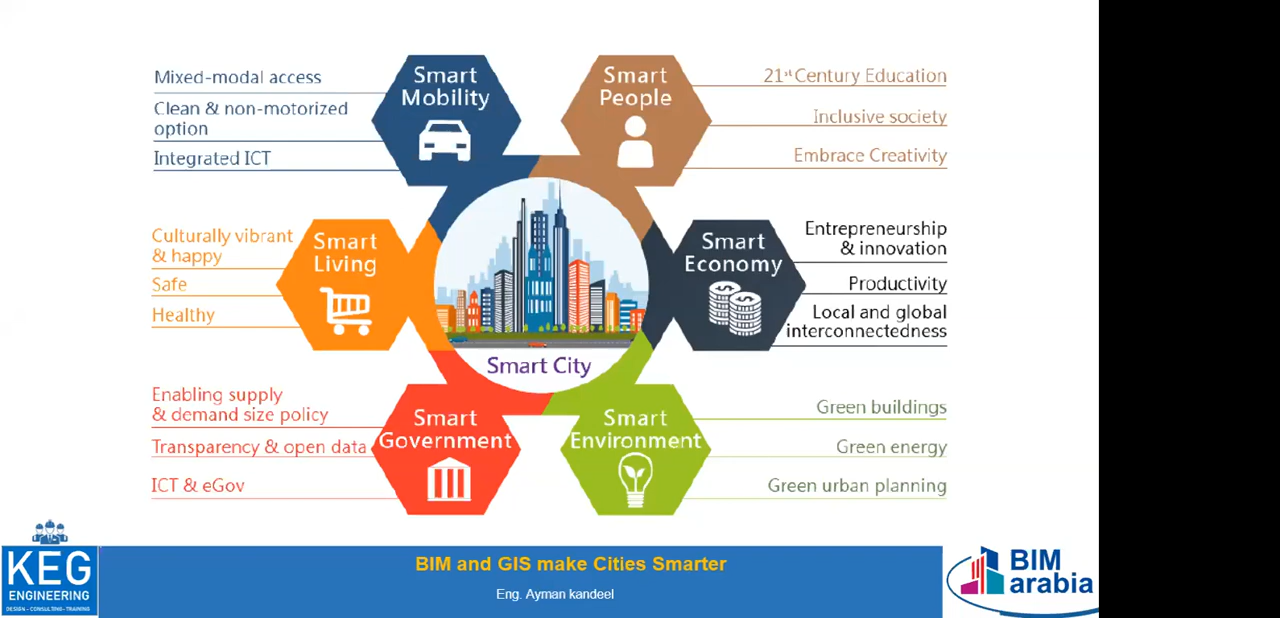 Mixed-modal access
Clean & non-motorized
option
Integrated ICT
Smart
Mobility
Smart
People
21st Century Education
Inclusive society
Embrace Creativity
Culturally vibrant
& happy
Safe
Healthy
Smart
Living
Smart City
Smart
Economy
Entrepreneurship
& innovation
Productivity
Local and global
interconnectedness
Enabling supply
& demand size policy
Transparency & open data
ICT & eGov
Smart
Government
Smart
Environment
Green buildings
Green energy
Green urban planning
KEG
ENGINEERING
DESIGN - CONSULTING- TRAINING
BIM and GIS make Cities Smarter
Eng. Ayman kandeel
BIM
arabia